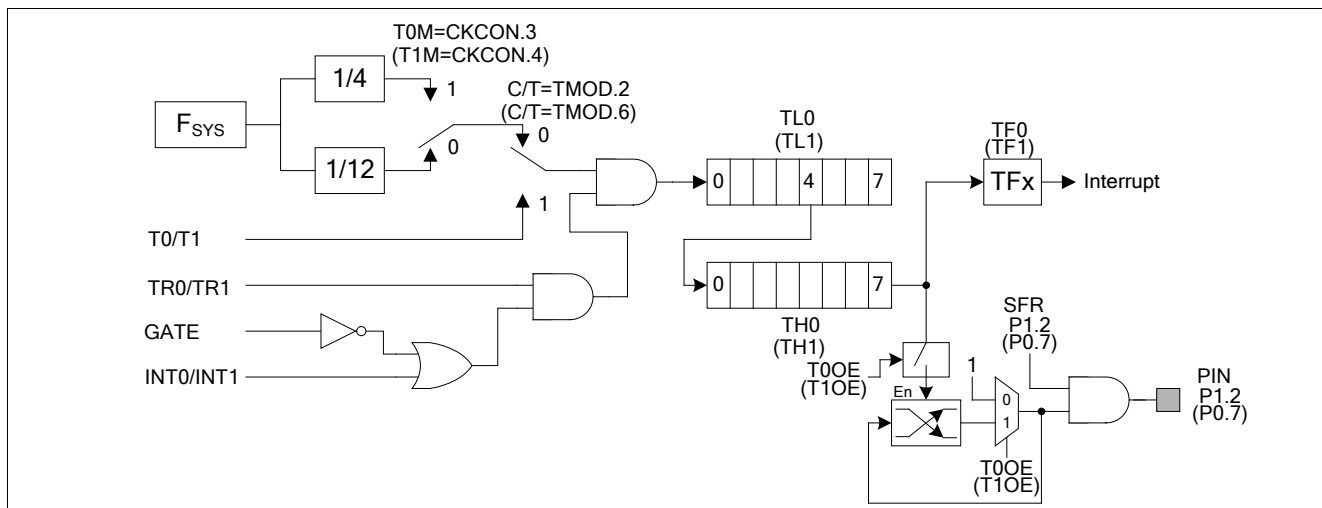 T0M=CKCON.3
(T1M=CKCON.4)
1/4
1
C/T=TMOD.2
(C/T=TMOD.6)
FSYS
0
0
1/12
TL0
(TL1)
0 4 7
TF0
(TF1)
TFx
Interrupt
1
T0/T1
TR0/TR1
0 7
TH0
(TH1)
GATE
INT0/INT1
T0OE
(T1OE)
SFR
P1.2
(P0.7)
1
En
0
1
PIN
P1.2
(P0.7)
T0OE
(T1OE)